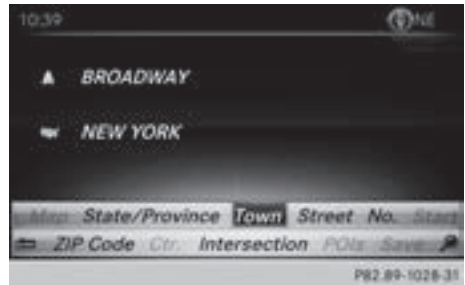 10:39 NE
BROADWAY
NEW YORK
Map State/Province Town Street No. Start
ZIP Code Ctr. Intersection POIs Save
P82.89-1028-31